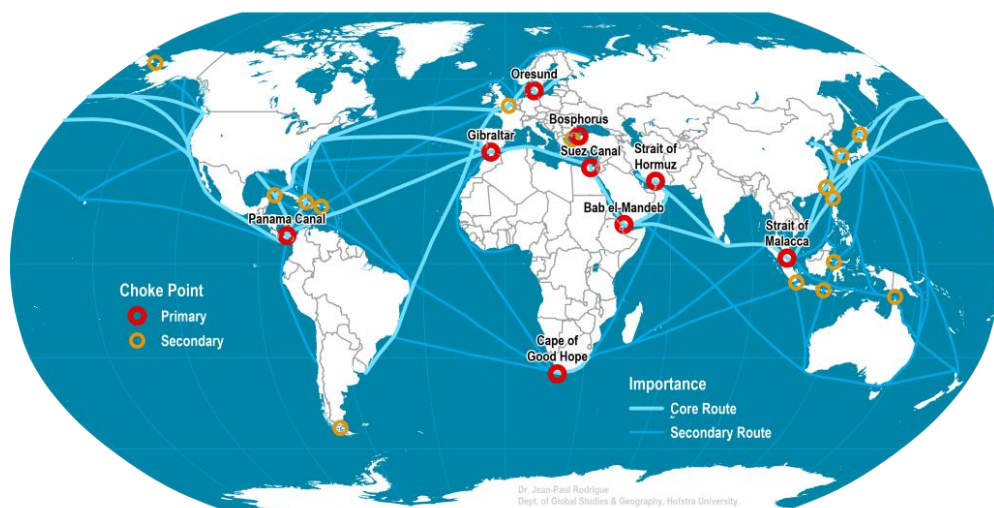 Oresund
Bosphorus
Gibraltar
Suez Canal
Strait of
Hormuz
Bab el-Mandeb
Panama Canal
Strait of
Malacca
Choke Point
Primary
Secondary
Cape of
Good Hope
Importance
Core Route
Secondary Route
Dr. Jean-Paul Rodrigue
Dept. of Global Studies & Geography, Hofstra University.